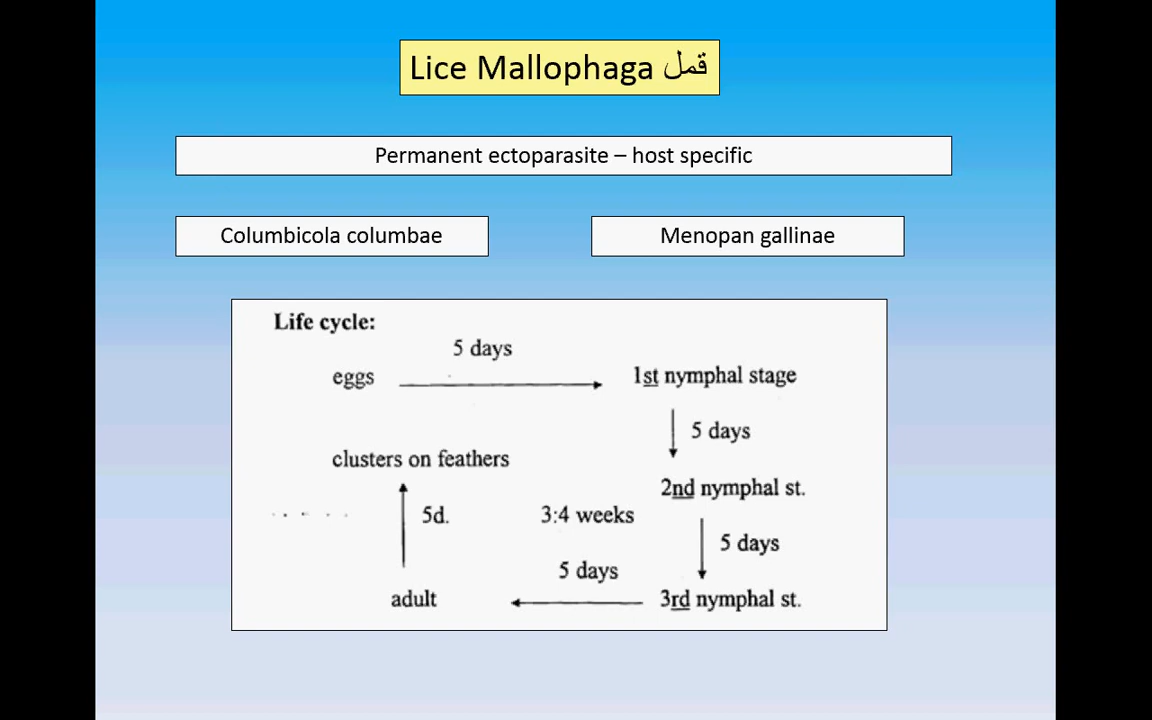 Lice Mallophaga قمل
Permanent ectoparasite – host specific
Columbicola columbae
Menopan gallinae
Life cycle:
5 days
eggs
1st nymphal stage
5 days
clusters on feathers
2nd nymphal st.
5d.
3:4 weeks
5 days
5 days
adult
3rd nymphal st.